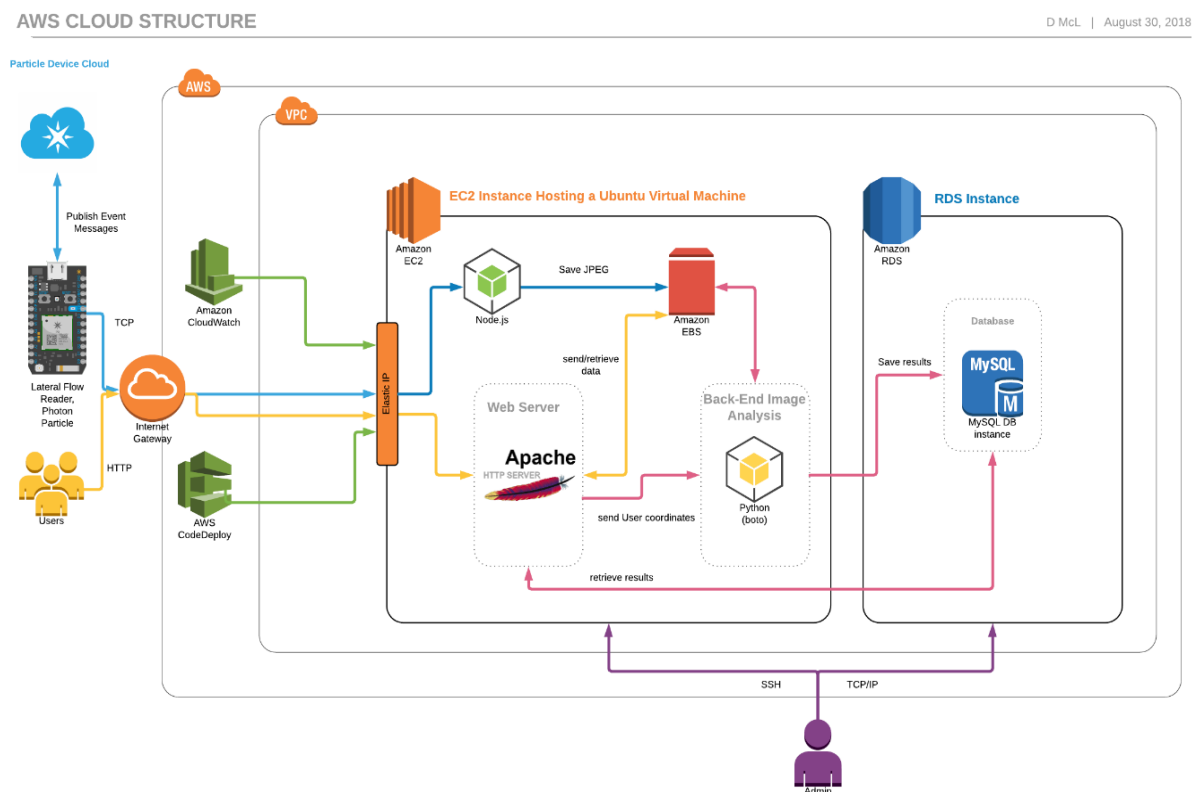 AWS CLOUD STRUCTURE
D McL | August 30, 2018
Particle Device Cloud
AWS
VPC
Publish Event
Messages
EC2 Instance Hosting a Ubuntu Virtual Machine
RDS Instance
Amazon
EC2
Amazon
RDS
Node.js
Save JPEG
Amazon
EBS
Amazon
CloudWatch
TCP
Lateral Flow
Reader,
Photon
Particle
Internet
Gateway
HTTP
Users
AWS
CodeDeploy
Elastic IP
send/retrieve
data
Web Server
Apache
HTTP SERVER
Back-End Image
Analysis
Python
(boto)
send User coordinates
retrieve results
Save results
Database
MySQL
M
MySQL DB
instance
SSH
TCP/IP
Admin